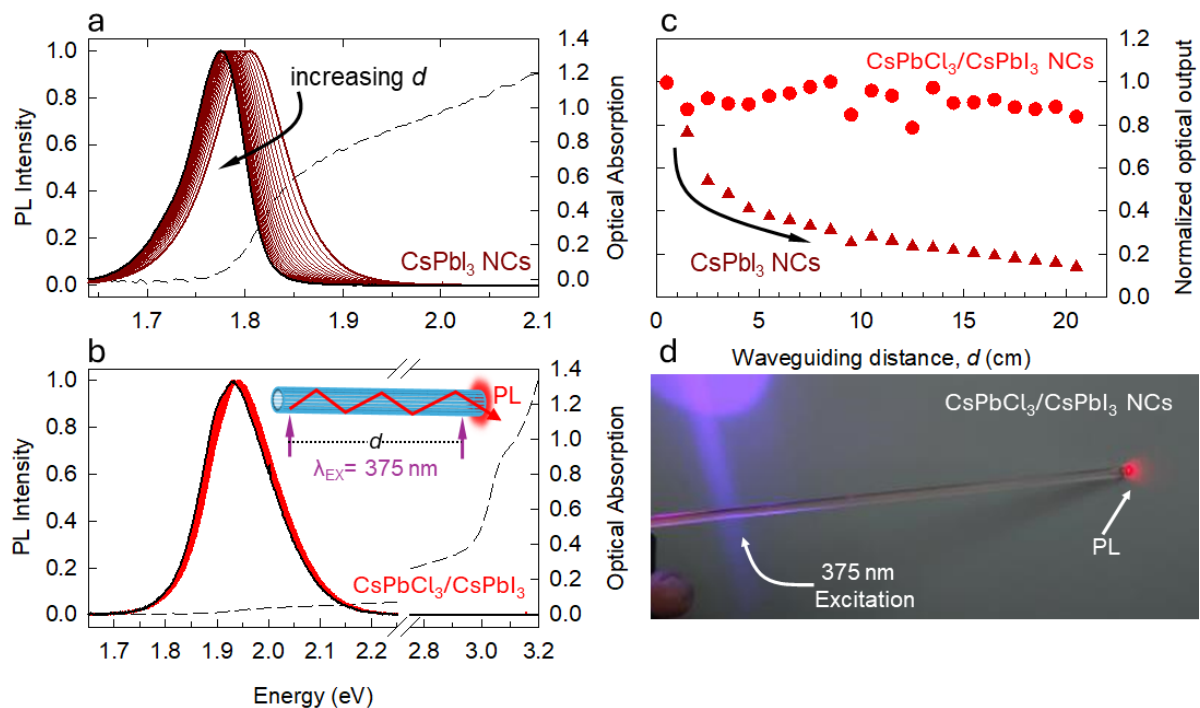 a
increasing d
CsPbI₃ NCs
PL Intensity
1.0
0.8
0.6
0.4
0.2
0.0
1.4
1.2
1.0
0.8
0.6
0.4
0.2
0.0
Optical Absorption
1.7
1.8
1.9
2.0
2.1
b
PL
d
λEX= 375 nm
CsPbCl₃/CsPbI₃
PL Intensity
1.0
0.8
0.6
0.4
0.2
0.0
1.4
1.2
1.0
0.8
0.6
0.4
0.2
0.0
Optical Absorption
1.7
1.8
1.9
2.0
2.1
2.2
3.0
3.2
Energy (eV)
c
CsPbCl₃/CsPbI₃ NCs
CsPbI₃ NCs
1.2
1.0
0.8
0.6
0.4
0.2
0.0
Normalized optical output
0
5
10
15
20
Waveguiding distance, d (cm)
d
CsPbCl₃/CsPbI₃ NCs
PL
375 nm
Excitation